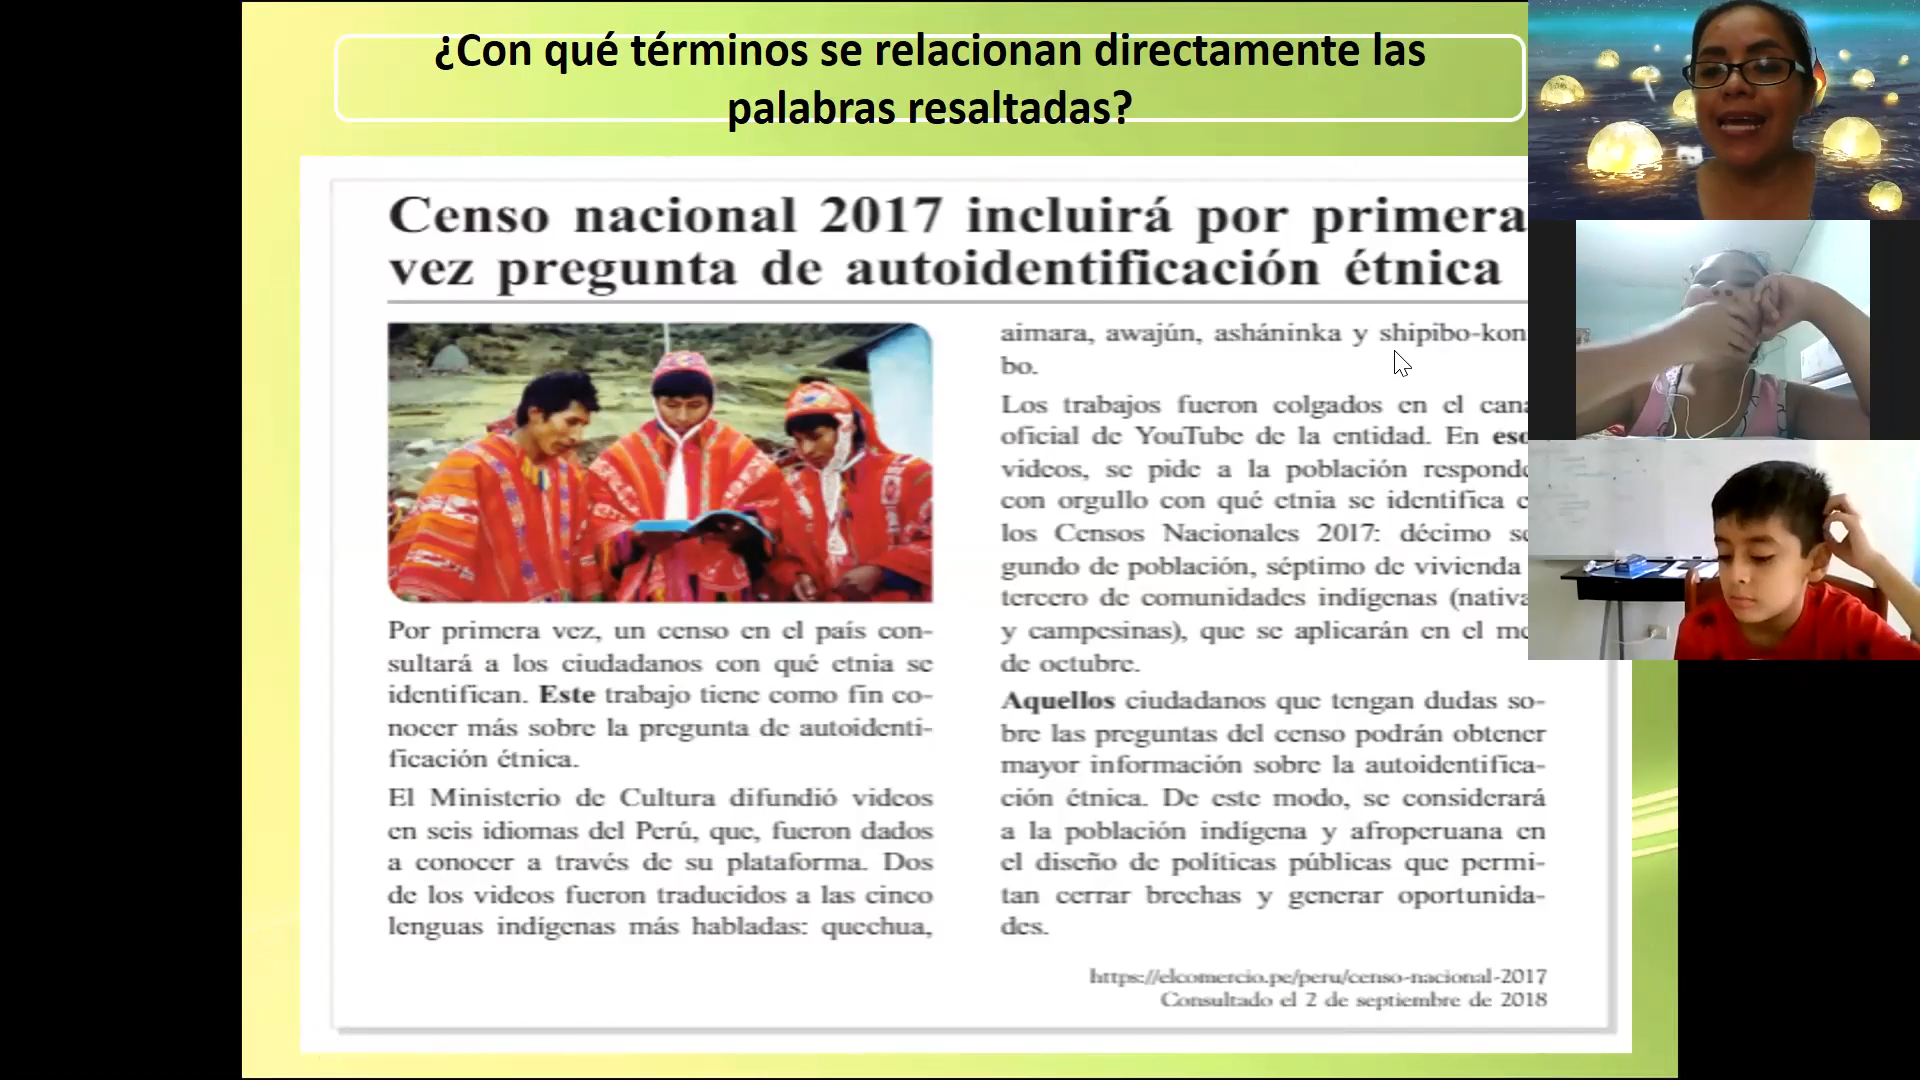 ¿Con qué términos se relacionan directamente las
palabras resaltadas?
Censo nacional 2017 incluirá por primera
vez pregunta de autoidentificación étnica
Por primera vez, un censo en el país con-
sultará a los ciudadanos con qué etnia se
identifican. Este trabajo tiene como fin co-
nocer más sobre la pregunta de autoidenti-
ficación étnica.
El Ministerio de Cultura difundió videos
en seis idiomas del Perú, que, fueron dados
a conocer a través de su plataforma. Dos
de los videos fueron traducidos a las cinco
lenguas indígenas más habladas: quechua,
aimara, awajún, asháninka y shipibo-kon
bo.
Los trabajos fueron colgados en el
oficial de YouTube de la entidad. En
videos, se pide a la población
con orgullo con qué etnia se identifica
los Censos Nacionales 2017: décimo
gundo de población, séptimo de vivienda
tercero de comunidades indígenas
y campesinas), que se aplicarán en el
de octubre.
Aquellos ciudadanos que tengan dudas so-
bre las preguntas del censo podrán obtener
mayor información sobre la autoidentifica-
ción étnica. De este modo, se considerará
a la población indígena y afroperuana en
el diseño de políticas públicas que permi-
tan cerrar brechas y generar oportunida-
des.
https://elcomercio.pe/peru/censo-nacional-2017
Consultado el 2 de septiembre de 2018